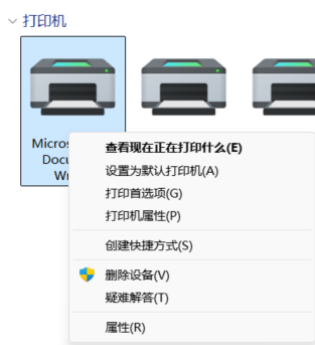 打印机
Micros
Docu
Wr
查看现在正在打印什么(E)
设置为默认打印机(A)
打印首选项(G)
打印机属性(P)
创建快捷方式(S)
删除设备(V)
疑难解答(T)
属性(R)